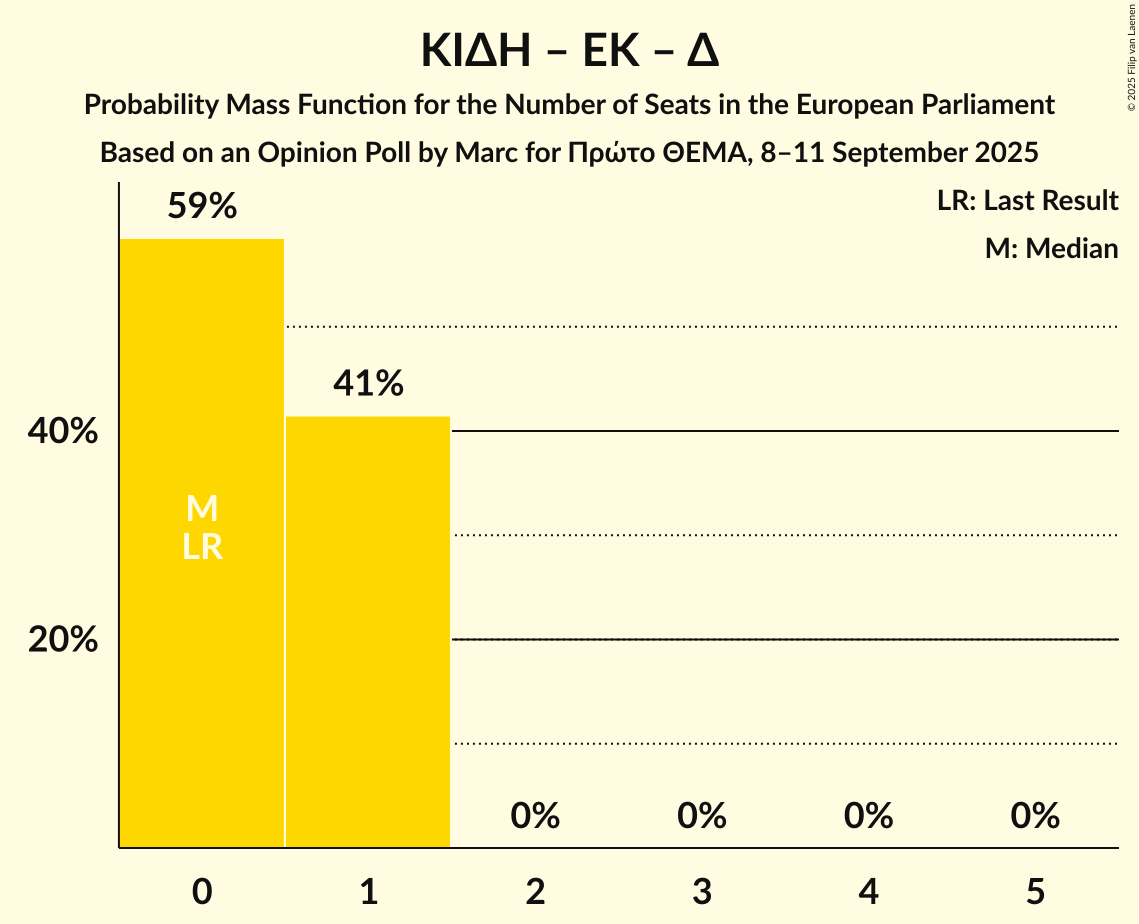 ΚΙΔΗ – ΕΚ – Δ
Probability Mass Function for the Number of Seats in the European Parliament
Based on an Opinion Poll by Marc for Πρώτο ΘΕΜΑ, 8–11 September 2025
© 2025 Filip van Laenen
LR: Last Result
M: Median
59%
41%
40%
M
LR
20%
0%
0%
0%
0%
0
1
2
3
4
5